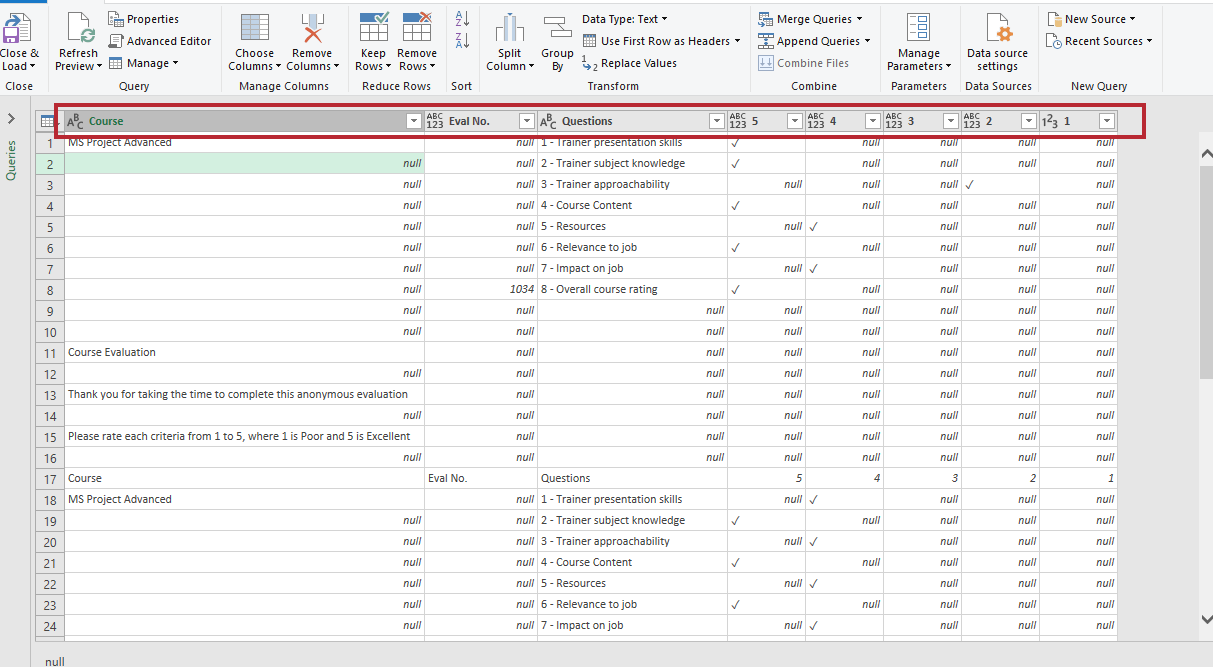 Close &
Load
Close
Refresh
Preview
Properties
Advanced Editor
Manage
Query
Choose
Columns
Remove
Columns
Manage Columns
Keep
Rows
Remove
Rows
Reduce Rows
A
Z
Z
A
Sort
Split
Column
Group
By
Data Type: Text
Use First Row as Headers
1
2 Replace Values
Transform
Merge Queries
Append Queries
Combine Files
Combine
Manage
Parameters
Parameters
Data source
settings
Data Sources
New Source
Recent Sources
New Query
Queries
ABC Course ABC 123 Eval No. ABC Questions ABC 123 5 ABC 123 4 ABC 123 3 ABC 123 2 123 1
1 MS Project Advanced null 1 - Trainer presentation skills ✓ null null null null
2 null null 2 - Trainer subject knowledge ✓ null null null null
3 null null 3 - Trainer approachability null null null ✓ null
4 null null 4 - Course Content ✓ null null null null
5 null null 5 - Resources null ✓ null null null
6 null null 6 - Relevance to job ✓ null null null null
7 null null 7 - Impact on job null ✓ null null null
8 null 1034 8 - Overall course rating ✓ null null null null
9 null null null null null null null null
10 null null null null null null null null
11 Course Evaluation null null null null null null null
12 null null null null null null null null
13 Thank you for taking the time to complete this anonymous evaluation null null null null null null null
14 null null null null null null null null
15 Please rate each criteria from 1 to 5, where 1 is Poor and 5 is Excellent null null null null null null null
16 null null null null null null null null
17 Course Eval No. Questions 5 4 3 2 1
18 MS Project Advanced null 1 - Trainer presentation skills null ✓ null null null
19 null null 2 - Trainer subject knowledge ✓ null null null null
20 null null 3 - Trainer approachability null ✓ null null null
21 null null 4 - Course Content ✓ null null null null
22 null null 5 - Resources null ✓ null null null
23 null null 6 - Relevance to job ✓ null null null null
24 null null 7 - Impact on job null ✓ null null null
null